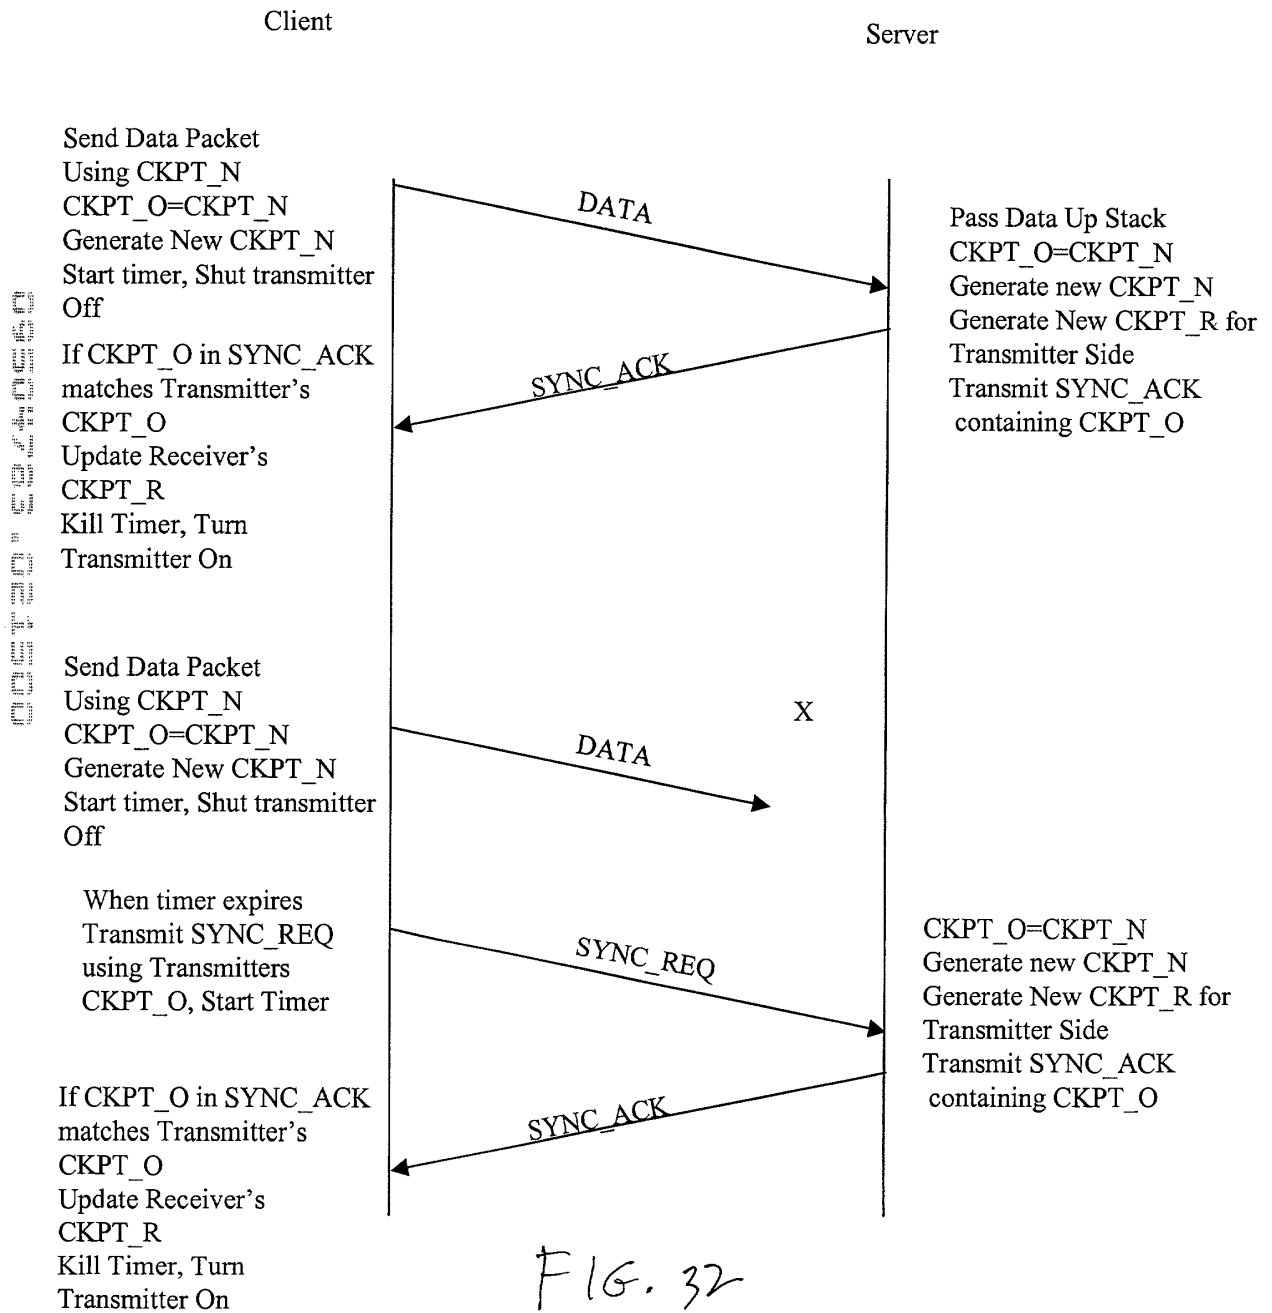 Client
Server
Send Data Packet
Using CKPT_N
CKPT_O=CKPT_N
Generate New CKPT_N
Start timer, Shut transmitter
Off
DATA
Pass Data Up Stack
CKPT_O=CKPT_N
Generate new CKPT_N
Generate New CKPT_R for
Transmitter Side
Transmit SYNC_ACK
containing CKPT_O
SYNC_ACK
If CKPT_O in SYNC_ACK
matches Transmitter's
CKPT_O
Update Receiver's
CKPT_R
Kill Timer, Turn
Transmitter On
Send Data Packet
Using CKPT_N
CKPT_O=CKPT_N
Generate New CKPT_N
Start timer, Shut transmitter
Off
DATA
X
When timer expires
Transmit SYNC_REQ
using Transmitters
CKPT_O, Start Timer
SYNC_REQ
CKPT_O=CKPT_N
Generate new CKPT_N
Generate New CKPT_R for
Transmitter Side
Transmit SYNC_ACK
containing CKPT_O
SYNC_ACK
If CKPT_O in SYNC_ACK
matches Transmitter's
CKPT_O
Update Receiver's
CKPT_R
Kill Timer, Turn
Transmitter On
FIG. 32